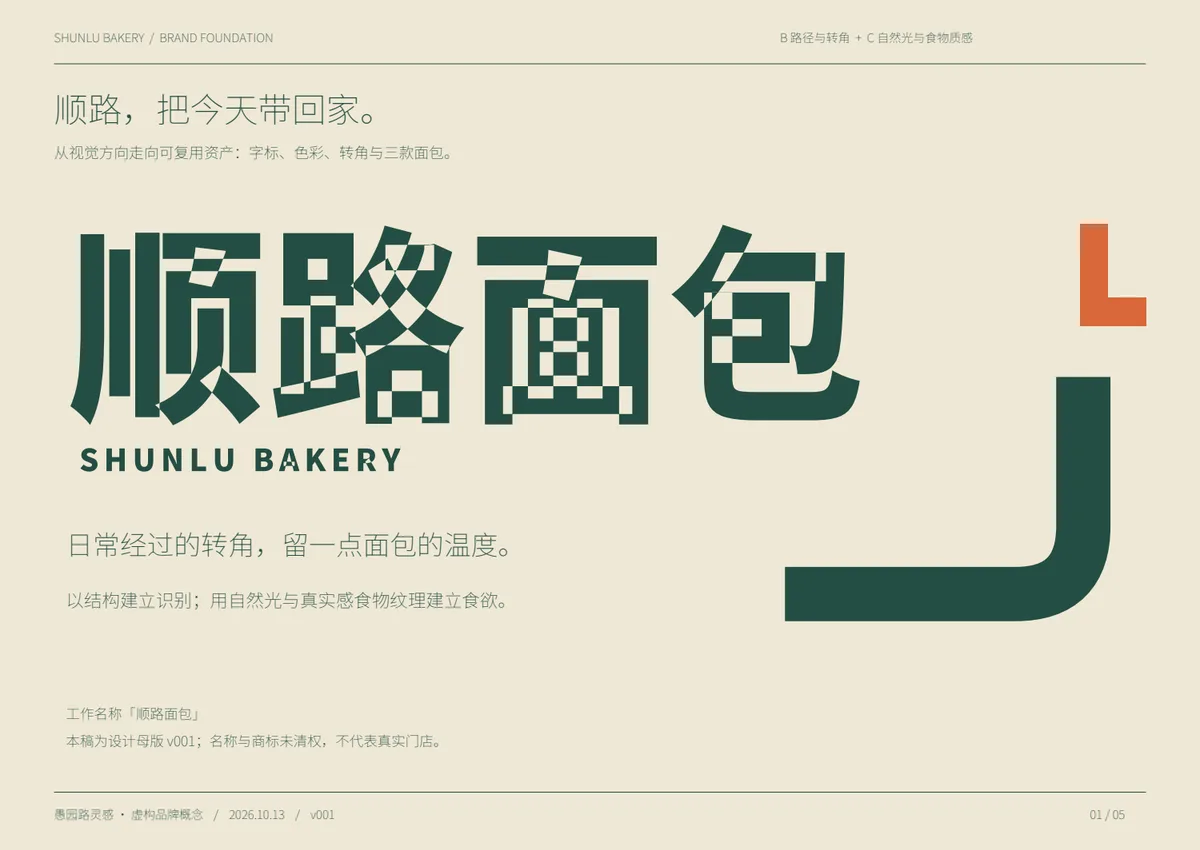 SHUNLU BAKERY / BRAND FOUNDATION
B 路径与转角 + C 自然光与食物质感
顺路，把今天带回家。
从视觉方向走向可复用资产：字标、色彩、转角与三款面包。
顺路面包
SHUNLU BAKERY
日常经过的转角，留一点面包的温度。
以结构建立识别；用自然光与真实感食物纹理建立食欲。
工作名称「顺路面包」
本稿为设计母版 v001；名称与商标未清权，不代表真实门店。
愚园路灵感 · 虚构品牌概念 / 2026.10.13 / v001
01 / 05